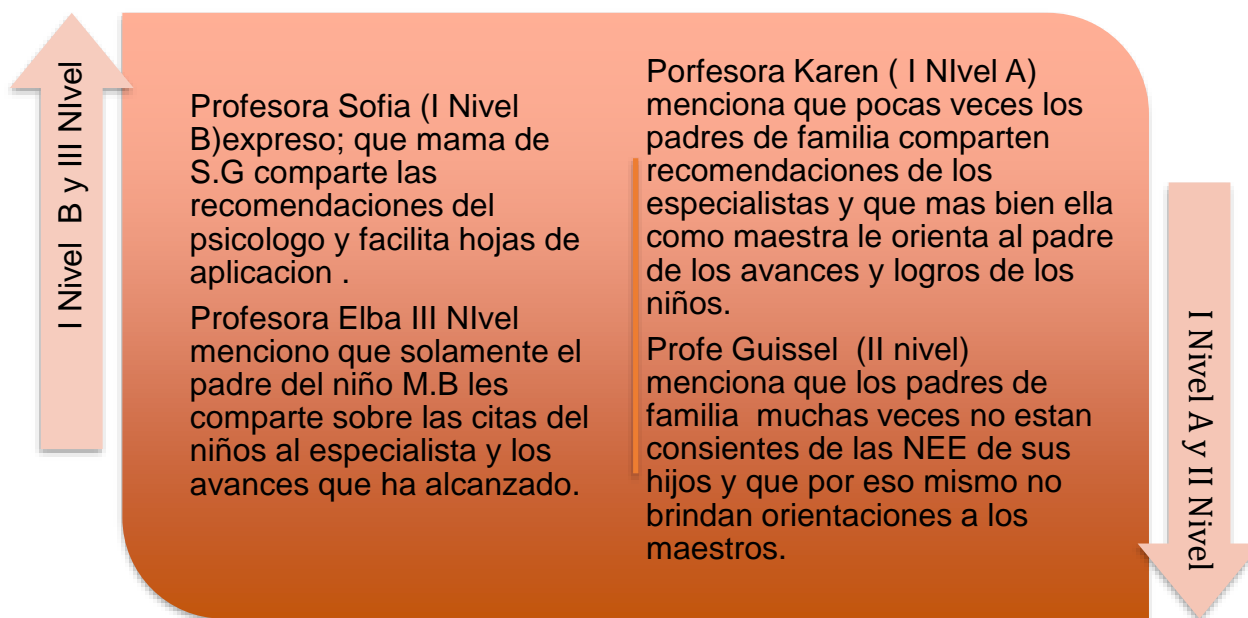 I Nivel  B y III NIvel
Profesora Sofia (I Nivel
B)expreso; que mama de
S.G comparte las
recomendaciones del
psicologo y facilita hojas de
aplicacion .
Profesora Elba III NIvel
menciono que solamente el
padre del niño M.B les
comparte sobre las citas del
niños al especialista y los
avances que ha alcanzado.
Porfesora Karen ( I NIvel A)
menciona que pocas veces los
padres de familia comparten
recomendaciones de los
especialistas y que mas bien ella
como maestra le orienta al padre
de los avances y logros de los
niños.
Profe Guissel  (II nivel)
menciona que los padres de
familia  muchas veces no estan
consientes de las NEE de sus
hijos y que por eso mismo no
brindan orientaciones a los
maestros.
I Nivel A y II Nivel